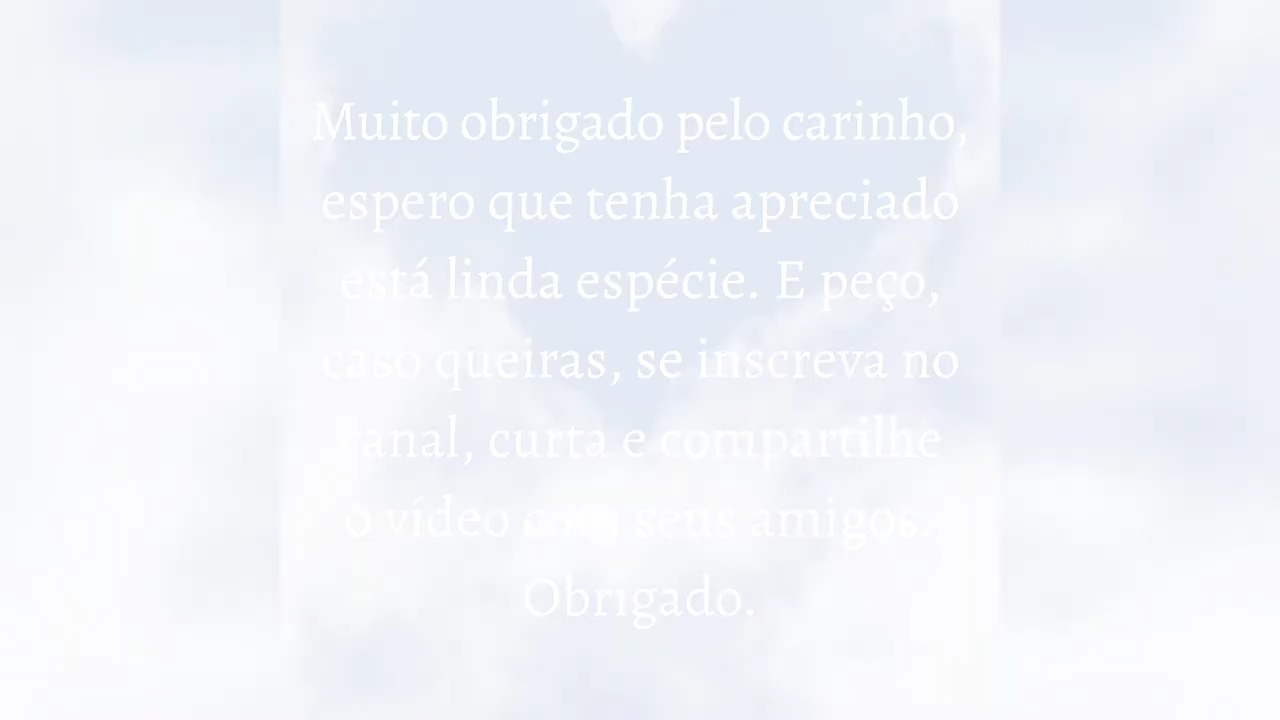 Muito obrigado pelo carinho,
espero que tenha apreciado
está linda espécie. E peço,
caso queiras, se inscreva no
canal, curta e compartilhe
o vídeo com seus amigos.
Obrigado.